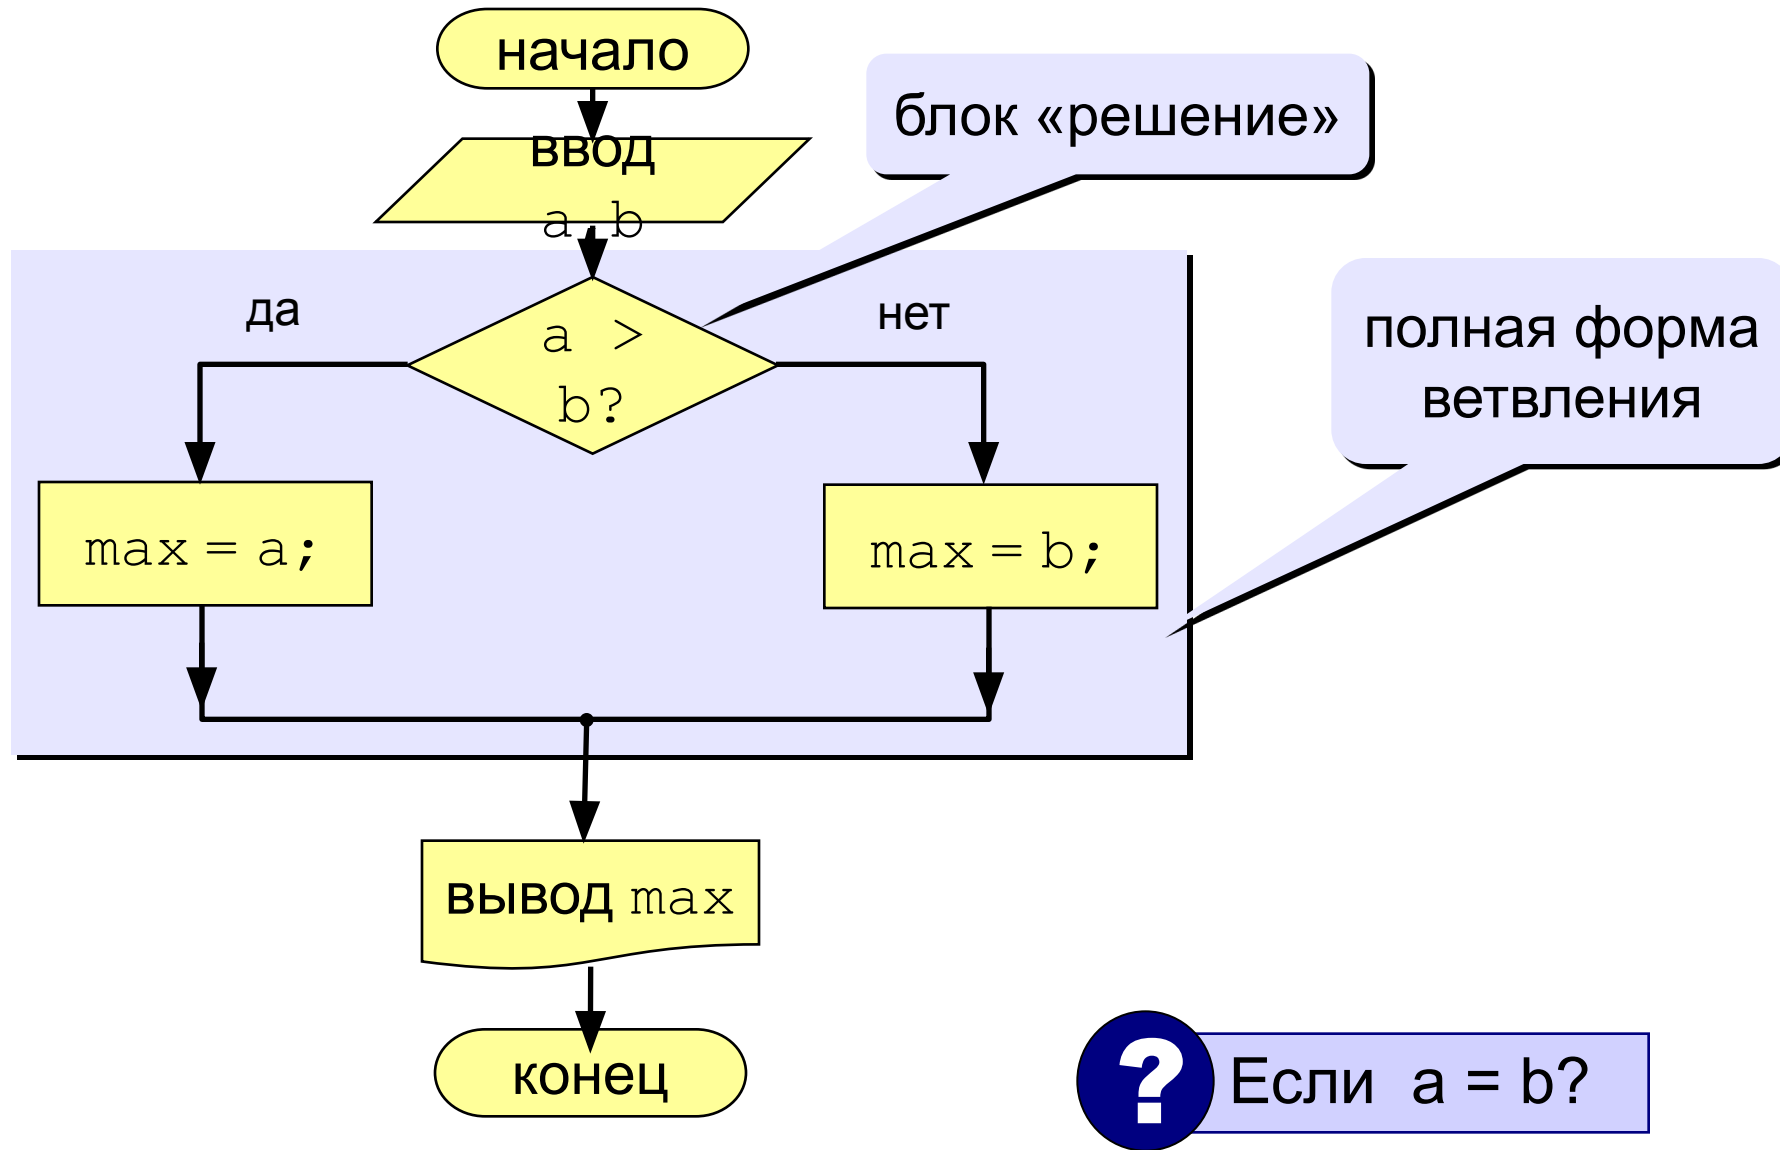 начало
блок «решение»
ввод
a b
да
нет
a >
b?
полная форма
ветвления
max = a;
max = b;
вывод max
конец
? Если a = b?